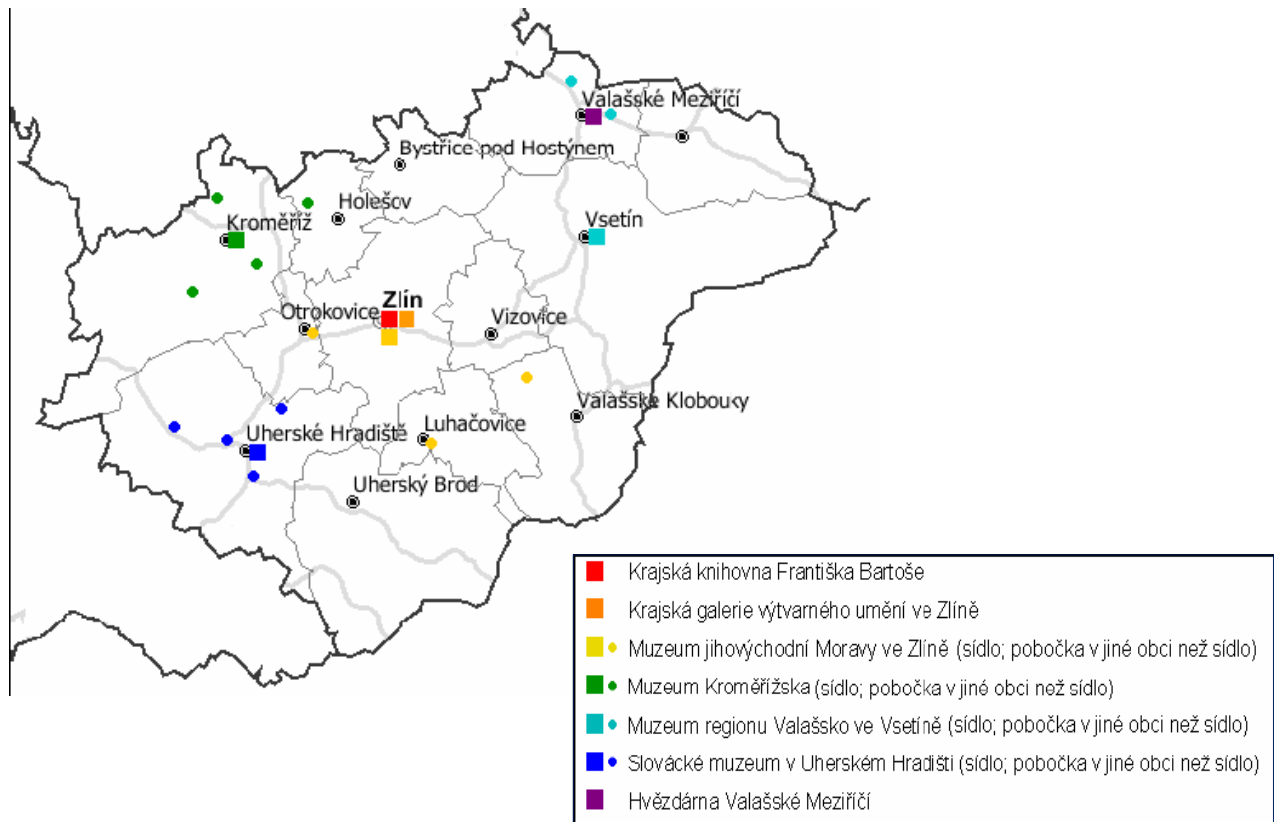 Valašské Meziříčí
Bystřice pod Hostýnem
Holešov
Kroměříž
Vsetín
Zlín
Otrokovice
Vizovice
Valašské Klobouky
Luhačovice
Uherské Hradiště
Uherský Brod
Krajská knihovna Františka Bartoše
Krajská galerie výtvarného umění ve Zlíně
Muzeum jihovýchodní Moravy ve Zlíně (sídlo; pobočka v jiné obci než sídlo)
Muzeum Kroměřížska (sídlo; pobočka v jiné obci než sídlo)
Muzeum regionu Valašsko ve Vsetíně (sídlo; pobočka v jiné obci než sídlo)
Slovácké muzeum v Uherském Hradišti (sídlo; pobočka v jiné obci než sídlo)
Hvězdárna Valašské Meziříčí